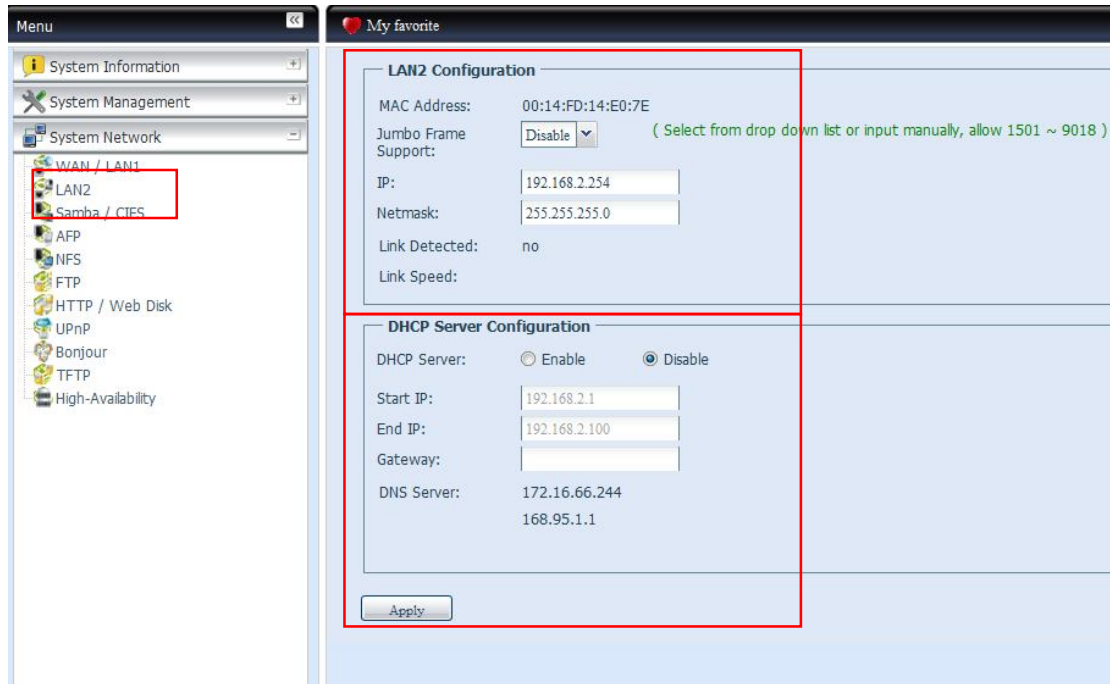 Menu
My favorite
System Information
System Management
System Network
WAN / LAN1
LAN2
Samba / CIFS
AFP
NFS
FTP
HTTP / Web Disk
UPnP
Bonjour
TFTP
High-Availability
LAN2 Configuration
MAC Address: 00:14:FD:14:E0:7E
Jumbo Frame Support: Disable ( Select from drop down list or input manually, allow 1501 ~ 9018 )
IP: 192.168.2.254
Netmask: 255.255.255.0
Link Detected: no
Link Speed:
DHCP Server Configuration
DHCP Server: Enable Disable
Start IP: 192.168.2.1
End IP: 192.168.2.100
Gateway:
DNS Server: 172.16.66.244
168.95.1.1
Apply